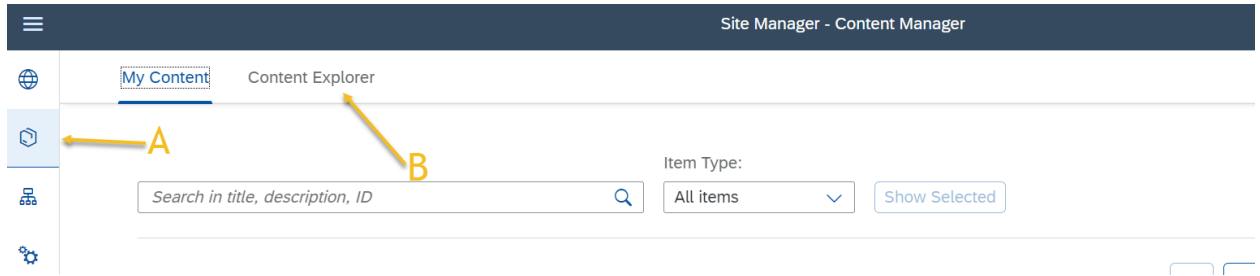 Site Manager - Content Manager
My Content Content Explorer
A
B
Item Type:
Search in title, description, ID All items Show Selected